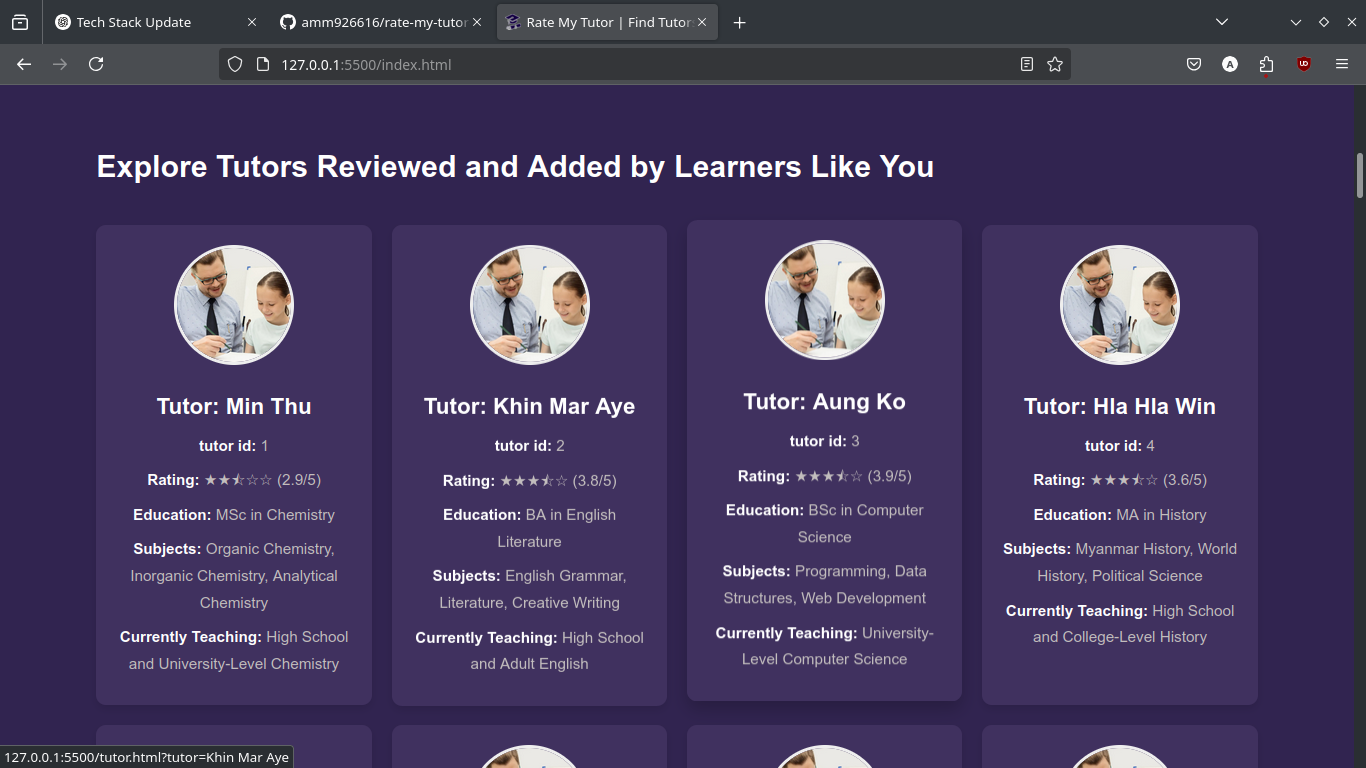 Tech Stack Update
amm926616/rate-my-tutor
Rate My Tutor | Find Tutors
127.0.0.1:5500/index.html
A
UD
Explore Tutors Reviewed and Added by Learners Like You
Tutor: Min Thu
tutor id: 1
Rating: ★★⯪☆☆ (2.9/5)
Education: MSc in Chemistry
Subjects: Organic Chemistry,
Inorganic Chemistry, Analytical
Chemistry
Currently Teaching: High School
and University-Level Chemistry
Tutor: Khin Mar Aye
tutor id: 2
Rating: ★★★⯪☆ (3.8/5)
Education: BA in English
Literature
Subjects: English Grammar,
Literature, Creative Writing
Currently Teaching: High School
and Adult English
Tutor: Aung Ko
tutor id: 3
Rating: ★★★⯪☆ (3.9/5)
Education: BSc in Computer
Science
Subjects: Programming, Data
Structures, Web Development
Currently Teaching: University-
Level Computer Science
Tutor: Hla Hla Win
tutor id: 4
Rating: ★★★⯪☆ (3.6/5)
Education: MA in History
Subjects: Myanmar History, World
History, Political Science
Currently Teaching: High School
and College-Level History
127.0.0.1:5500/tutor.html?tutor=Khin Mar Aye